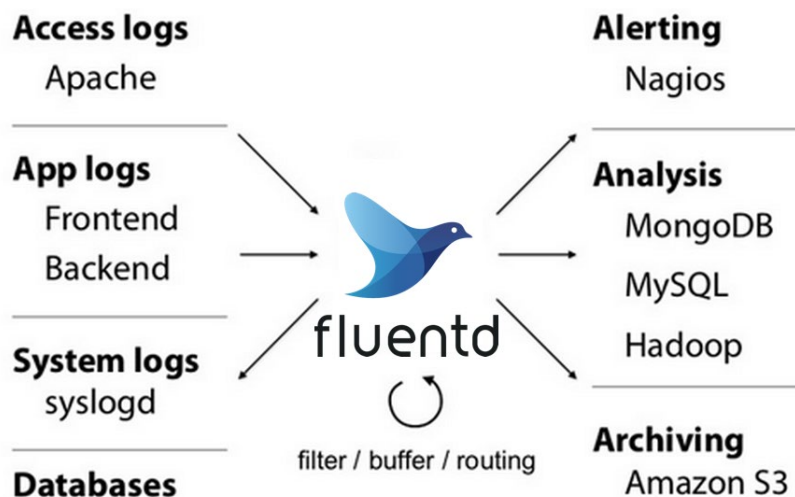 Access logs
Apache
App logs
Frontend
Backend
System logs
syslogd
Databases
fluentd
filter / buffer / routing
Alerting
Nagios
Analysis
MongoDB
MySQL
Hadoop
Archiving
Amazon S3